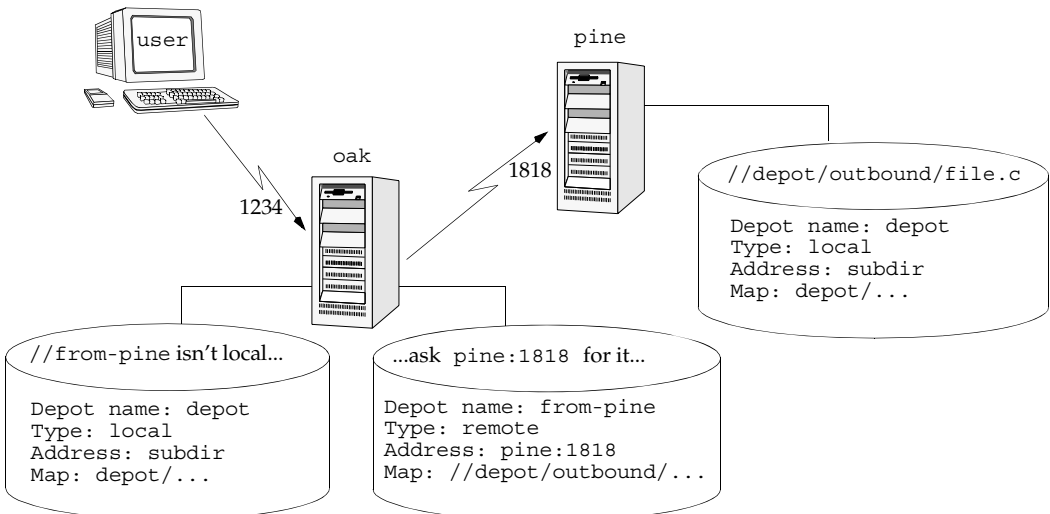 user
pine
oak
1818
1234
//depot/outbound/file.c
Depot name: depot
Type: local
Address: subdir
Map: depot/...
//from-pine isn't local...
Depot name: depot
Type: local
Address: subdir
Map: depot/...
...ask pine:1818 for it...
Depot name: from-pine
Type: remote
Address: pine:1818
Map: //depot/outbound/...